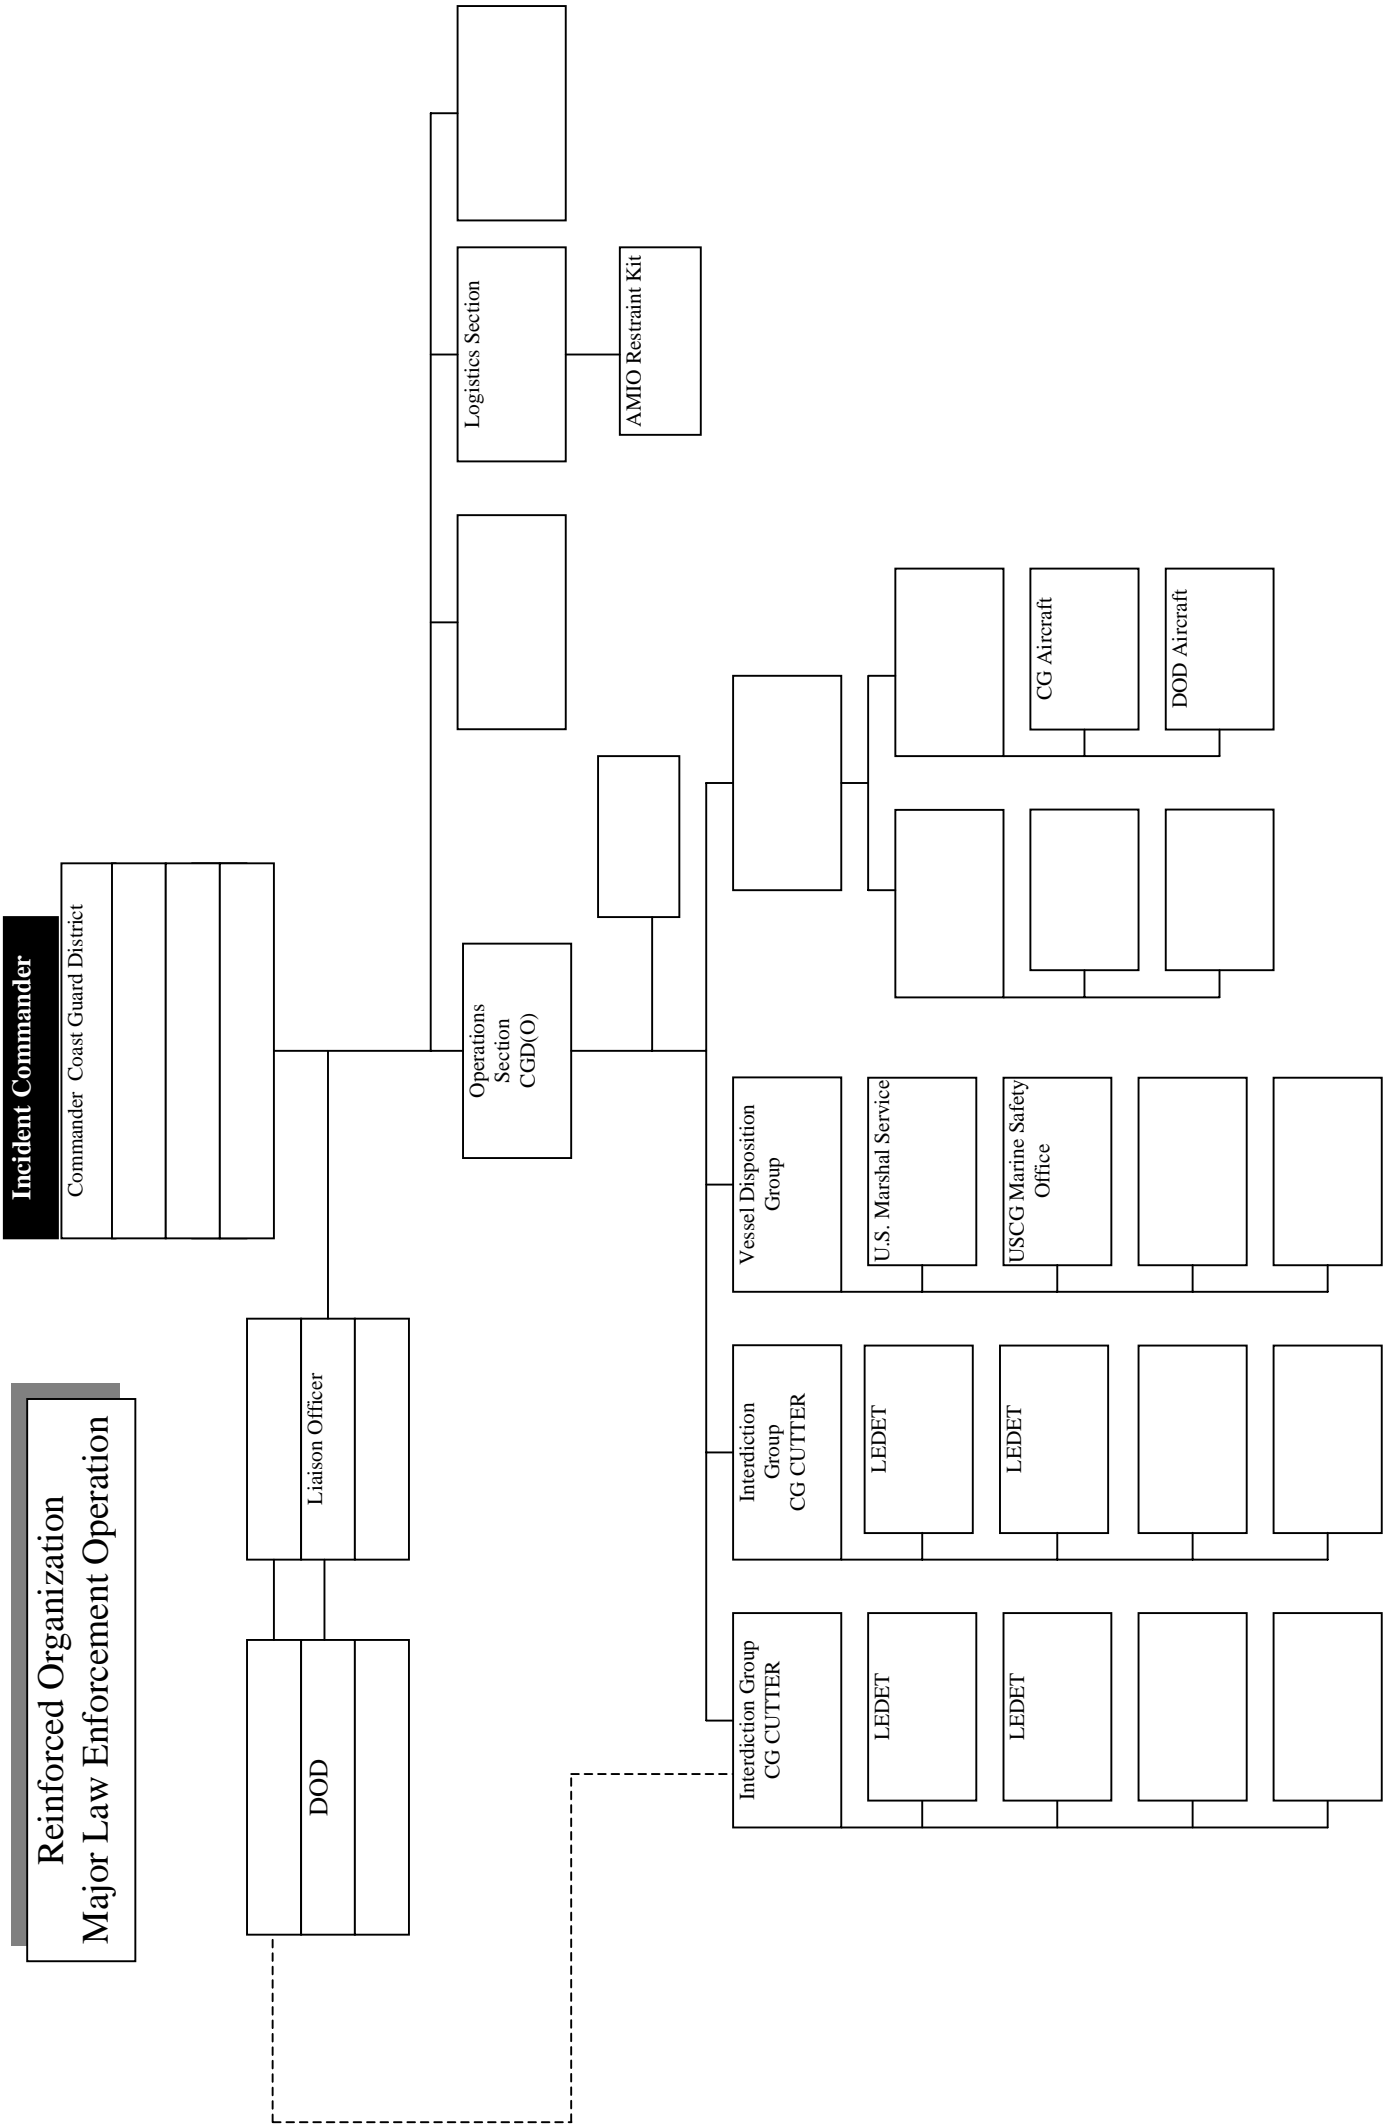 Reinforced Organization
Major Law Enforcement Operation
Incident Commander
Commander Coast Guard District
DOD
Liaison Officer
Operations
Section
CGD(O)
Logistics Section
AMIO Restraint Kit
Interdiction Group
CG CUTTER
LEDET
LEDET
Interdiction
Group
CG CUTTER
LEDET
LEDET
Vessel Disposition
Group
U.S. Marshal Service
USCG Marine Safety
Office
CG Aircraft
DOD Aircraft